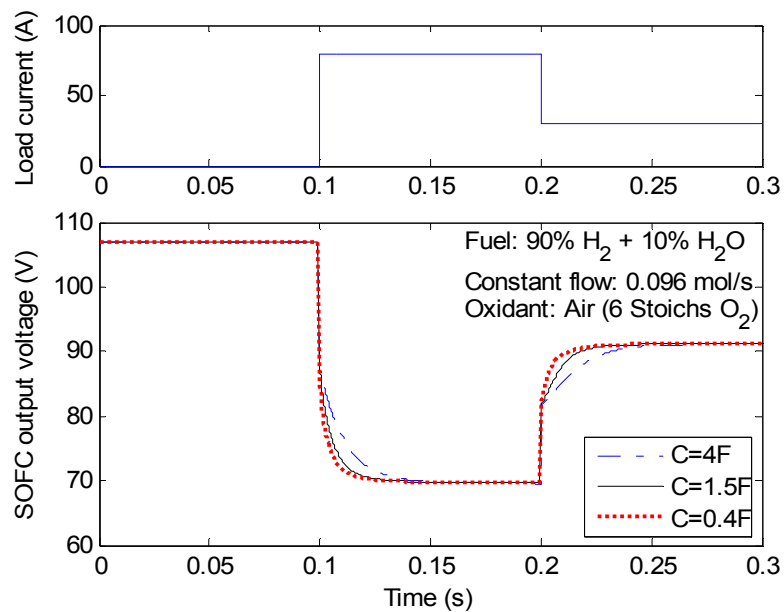 Load current (A)
100
50
0
0 0.05 0.1 0.15 0.2 0.25 0.3
SOFC output voltage (V)
110
100
90
80
70
60
Fuel: 90% H₂ + 10% H₂O
Constant flow: 0.096 mol/s
Oxidant: Air (6 Stoichs O₂)
C=4F
C=1.5F
C=0.4F
0 0.05 0.1 0.15 0.2 0.25 0.3
Time (s)